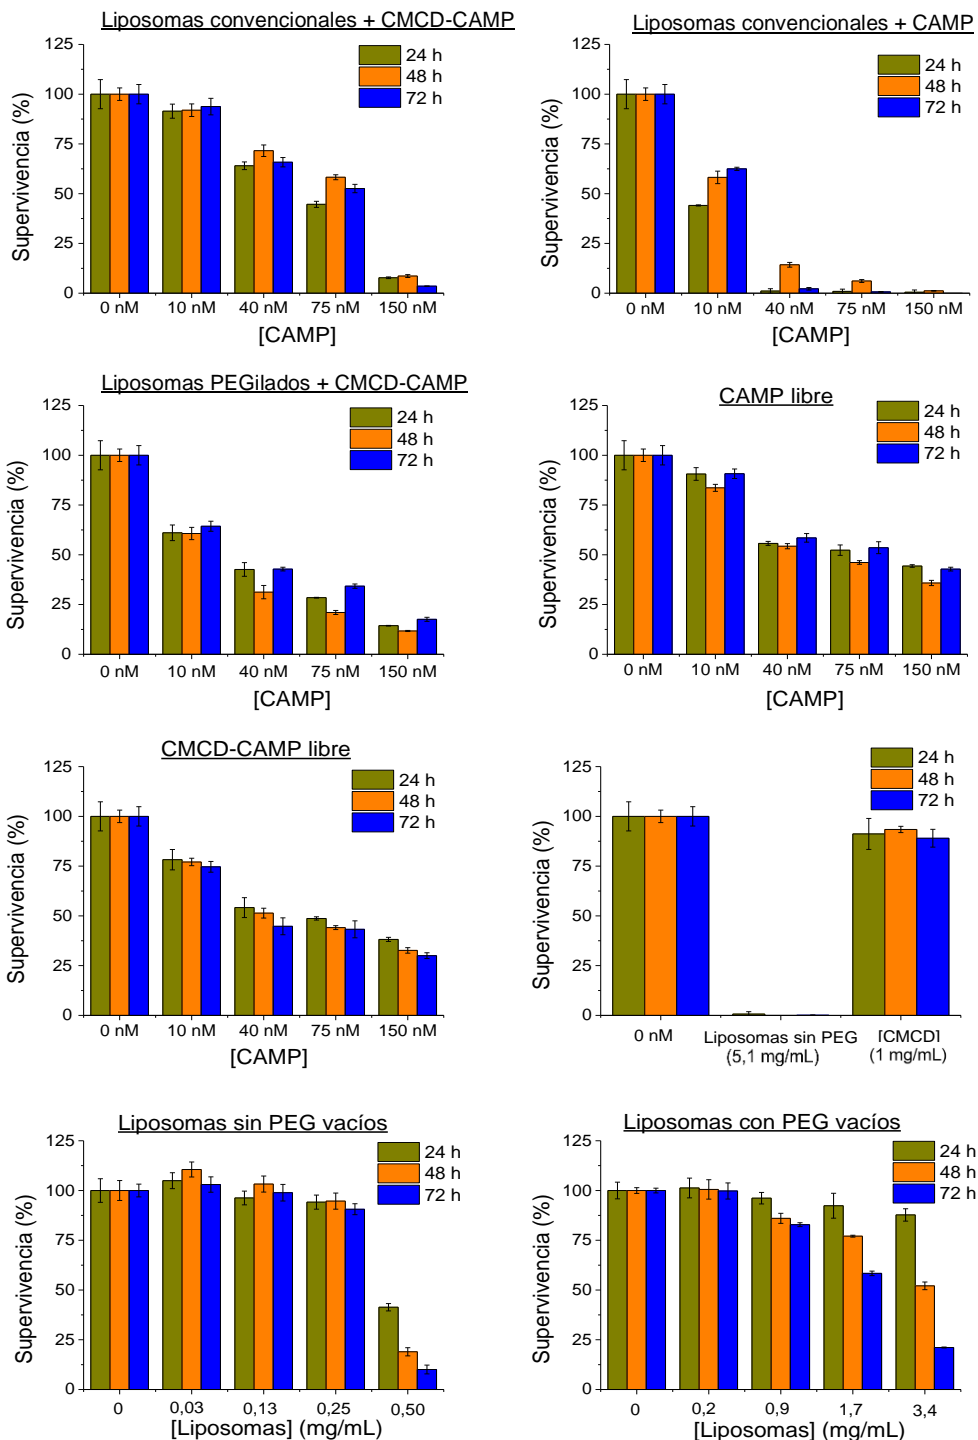 Liposomas convencionales + CMCD-CAMP
125
100
75
50
25
0
Supervivencia (%)
24 h
48 h
72 h
0 nM 10 nM 40 nM 75 nM 150 nM
[CAMP]
Liposomas convencionales + CAMP
125
100
75
50
25
0
Supervivencia (%)
24 h
48 h
72 h
0 nM 10 nM 40 nM 75 nM 150 nM
[CAMP]
Liposomas PEGilados + CMCD-CAMP
125
100
75
50
25
0
Supervivencia (%)
24 h
48 h
72 h
0 nM 10 nM 40 nM 75 nM 150 nM
[CAMP]
CAMP libre
125
100
75
50
25
0
Supervivencia (%)
24 h
48 h
72 h
0 nM 10 nM 40 nM 75 nM 150 nM
[CAMP]
CMCD-CAMP libre
125
100
75
50
25
0
Supervivencia (%)
24 h
48 h
72 h
0 nM 10 nM 40 nM 75 nM 150 nM
[CAMP]
125
100
75
50
25
0
Supervivencia (%)
24 h
48 h
72 h
0 nM Liposomas sin PEG [CMCD]
(5,1 mg/mL) (1 mg/mL)
Liposomas sin PEG vacíos
125
100
75
50
25
0
Supervivencia (%)
24 h
48 h
72 h
0 0,03 0,13 0,25 0,50
[Liposomas] (mg/mL)
Liposomas con PEG vacíos
125
100
75
50
25
0
Supervivencia (%)
24 h
48 h
72 h
0 0,2 0,9 1,7 3,4
[Liposomas] (mg/mL)